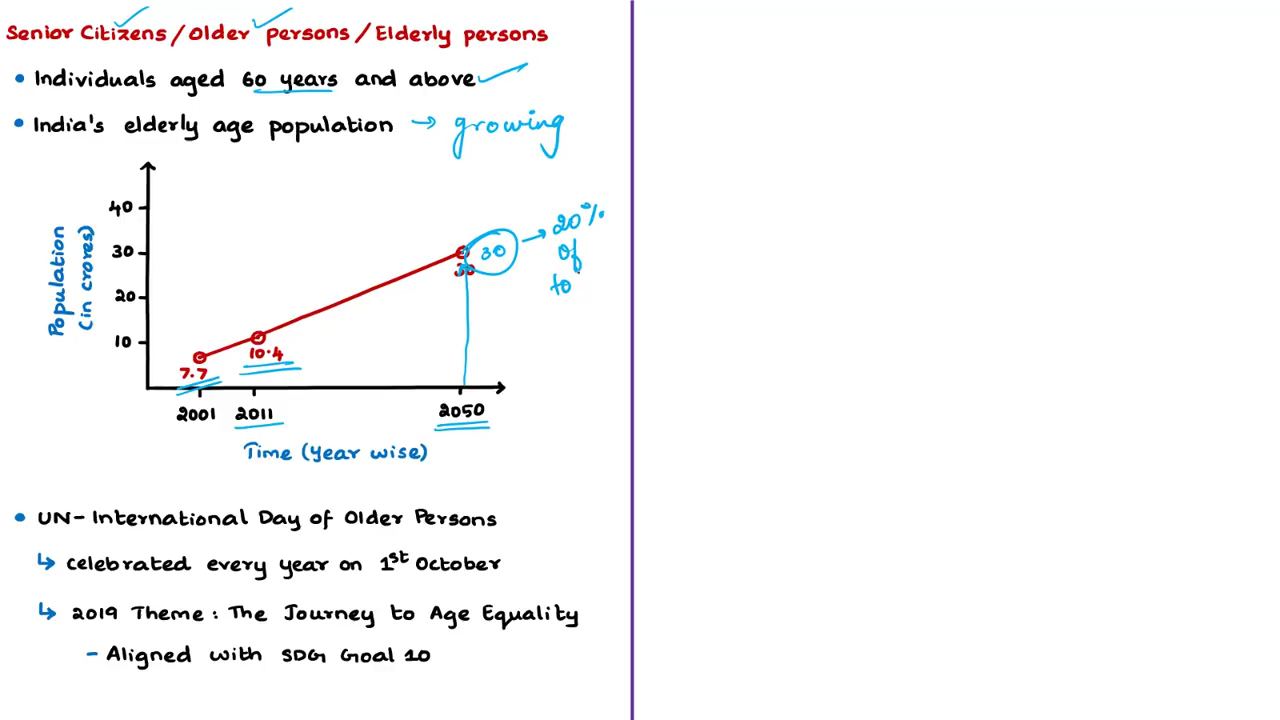 Senior Citizens / Older persons / Elderly persons
• Individuals aged 60 years and above
• India's elderly age population → growing
40
30
20
10
Population
(in crores)
7.7
10.4
30
30 → 20%
of
to
2001
2011
2050
Time (Year wise)
• UN-International Day of Older Persons
↳ celebrated every year on 1st October
↳ 2019 Theme: The Journey to Age Equality
- Aligned with SDG Goal 10